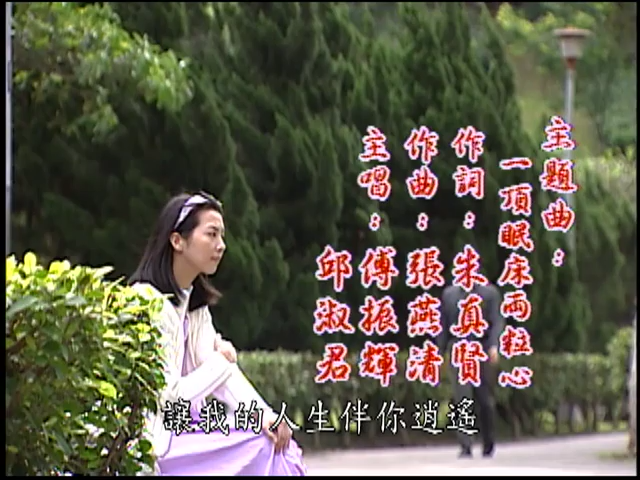 主題曲：
一頂眠床兩粒心
作詞：朱真賢
作曲：張燕清
主唱：傅振輝
邱淑君
讓我的人生伴你逍遙